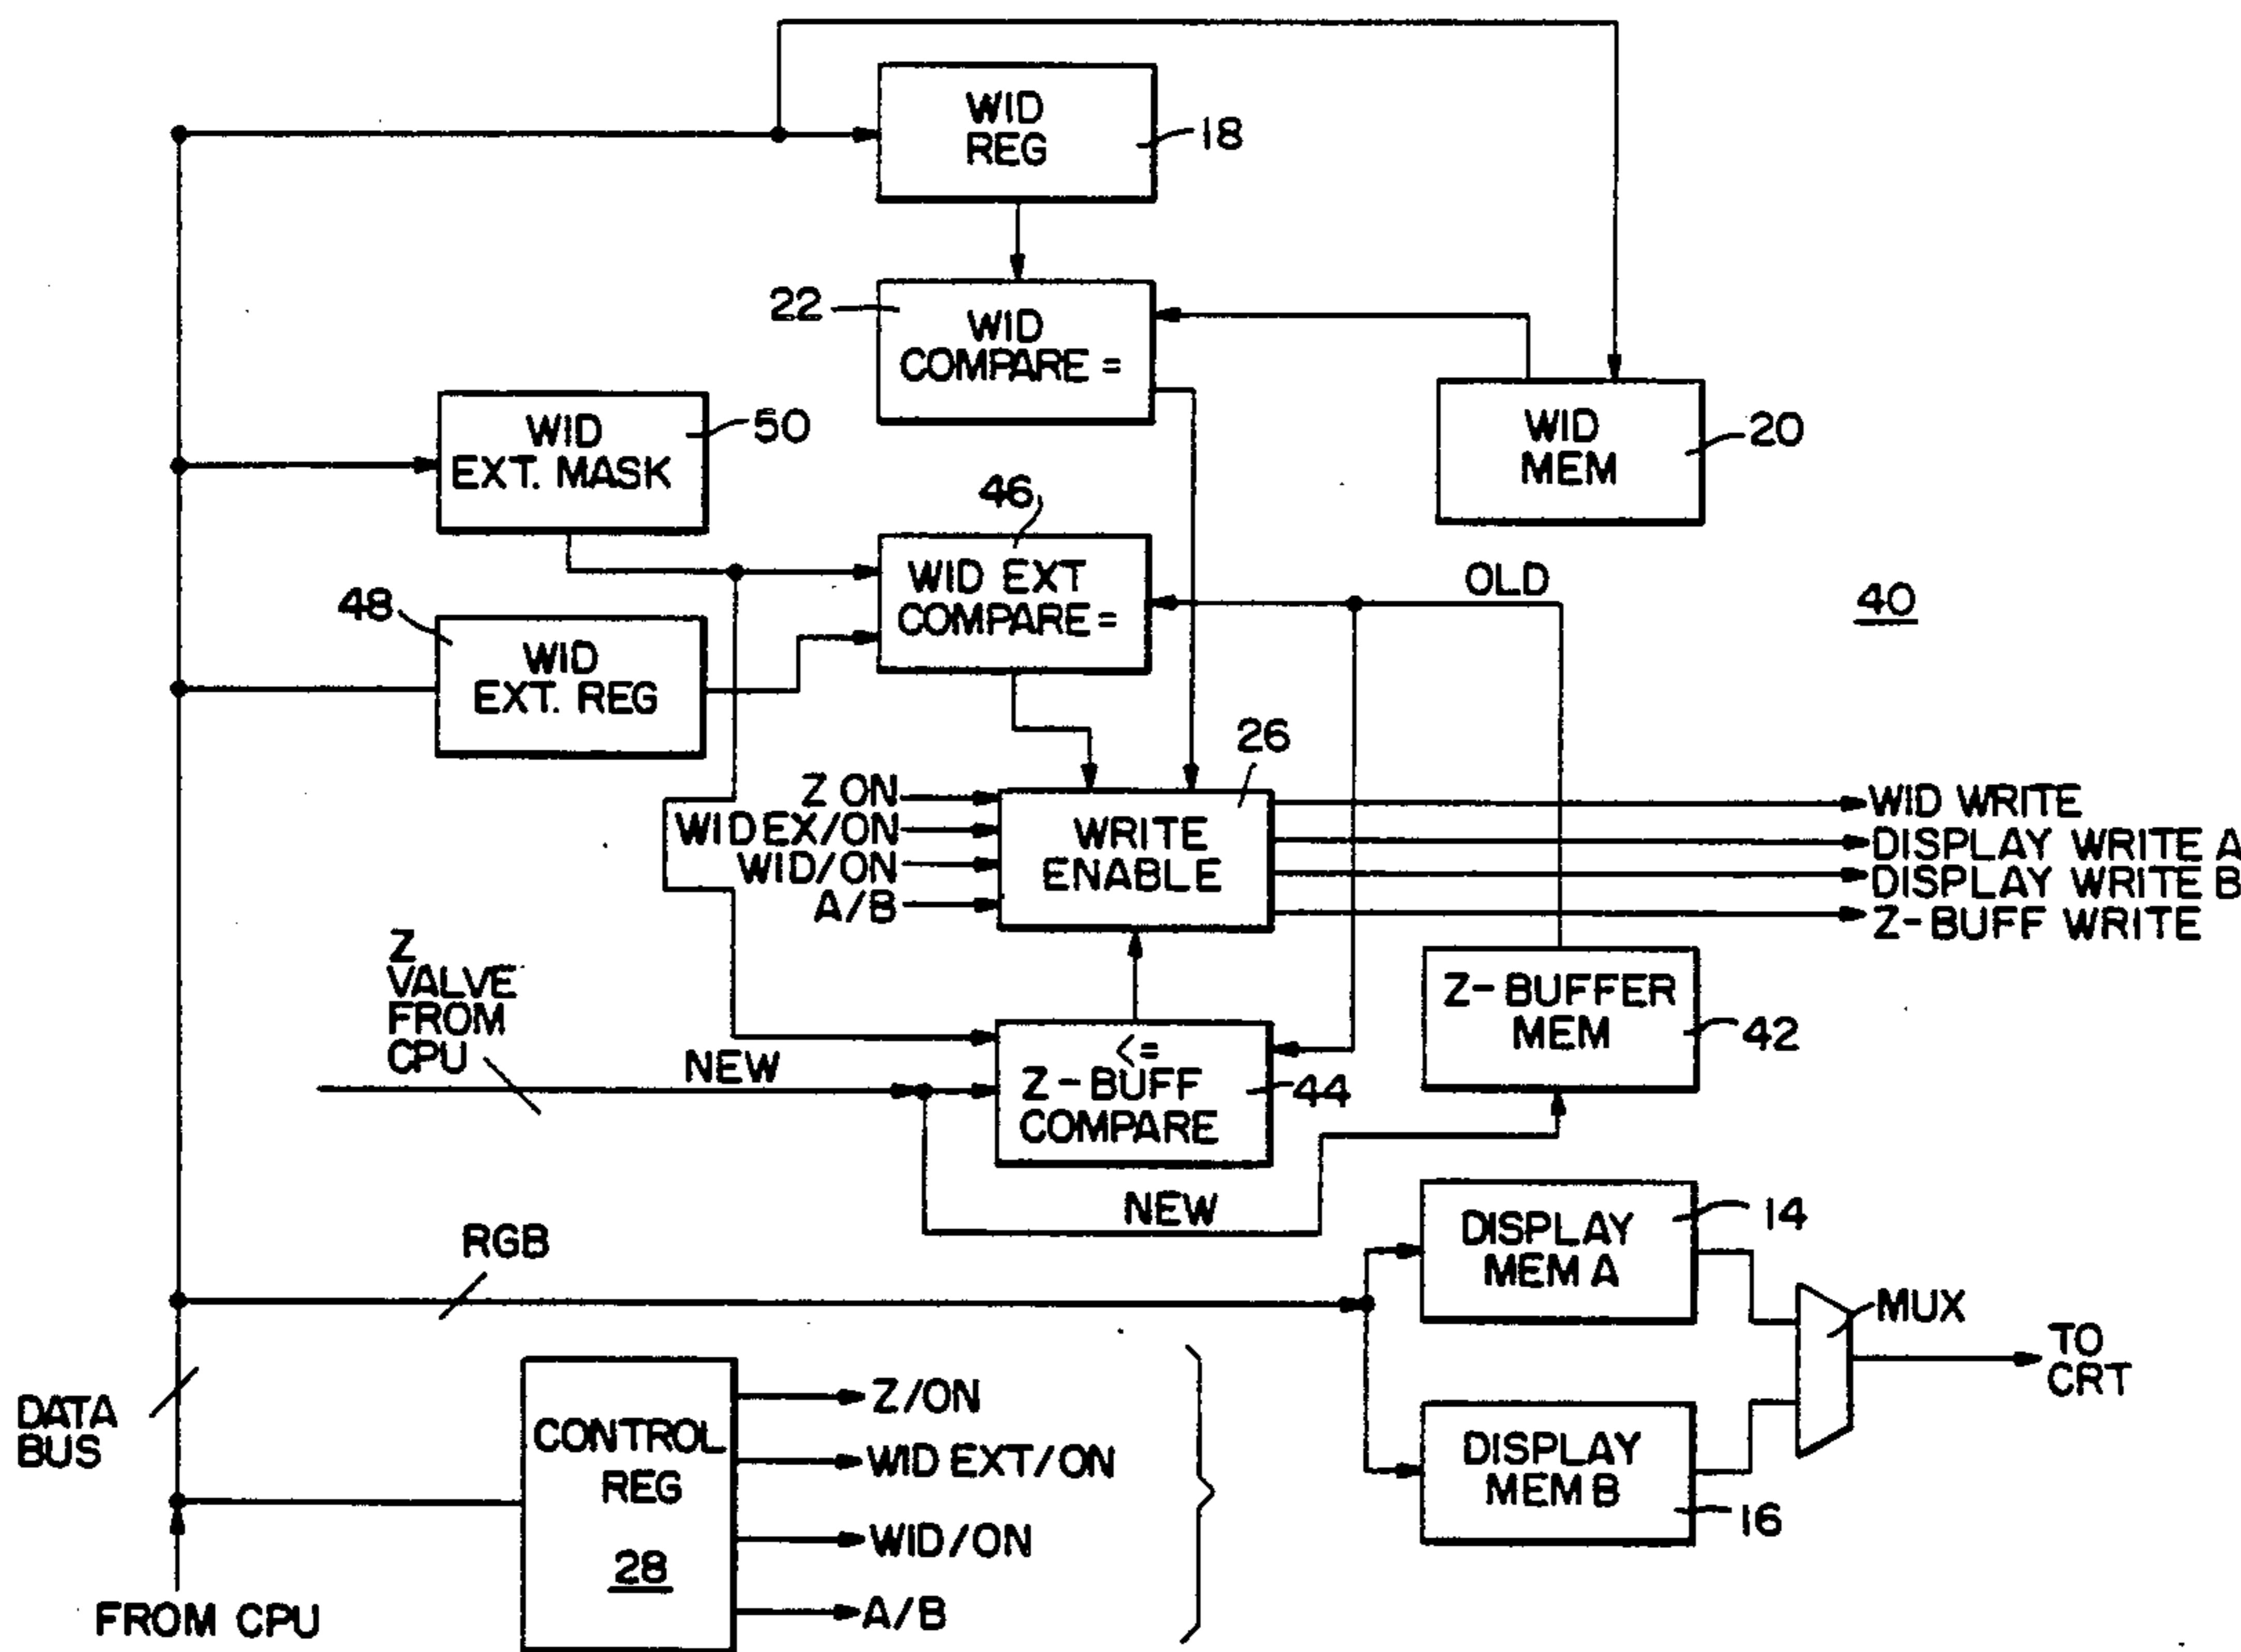 WID
REG
18
22
WID
COMPARE =
WID
EXT. MASK
50
WID
MEM
20
46
WID EXT
COMPARE =
OLD
40
48
WID
EXT. REG
26
Z ON
WID EX/ON
WID/ON
A/B
WRITE
ENABLE
WID WRITE
DISPLAY WRITE A
DISPLAY WRITE B
Z-BUFF WRITE
Z
VALVE
FROM
CPU
NEW
<=
Z-BUFF
COMPARE
44
Z-BUFFER
MEM
42
NEW
RGB
DISPLAY
MEM A
14
MUX
TO
CRT
DISPLAY
MEM B
16
DATA
BUS
CONTROL
REG
28
Z/ON
WID EXT/ON
WID/ON
A/B
FROM CPU